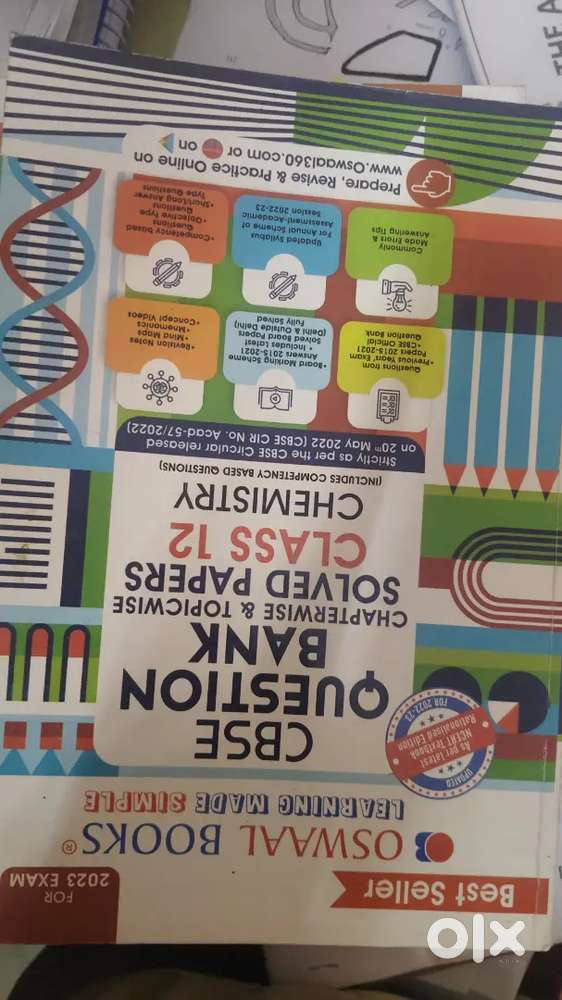 Best Seller
FOR
2023 EXAM
OSWAAL BOOKS®
LEARNING MADE SIMPLE
UPDATED
As per latest
NCERT Textbook
Rationalised Edition
FOR 2022-23
CBSE
QUESTION
BANK
CHAPTERWISE & TOPICWISE
SOLVED PAPERS
CLASS 12
CHEMISTRY
(INCLUDES COMPETENCY BASED QUESTIONS)
Strictly as per the CBSE Circular released
on 20th May 2022 (CBSE CIR No. Acad-57/2022)
Questions from
•Previous Years' Exam
Papers 2015-2021
•CBSE Official
Question Bank
•Board Marking Scheme
Answers 2015-2021
• Includes Latest
Solved Board Papers
(Delhi & Outside Delhi)
Fully Solved
•Revision Notes
•Mind Maps
•Mnemonics
•Concept Videos
Commonly
Made Errors &
Answering Tips
Updated Syllabus
For Annual Scheme of
Assessment-Academic
Session 2022-23
•Competency based
Questions
•Objective Type
Questions
•Short/Long Answer
Type Questions
Prepare, Revise & Practice Online on
www.Oswaal360.com or on
THE A
olx